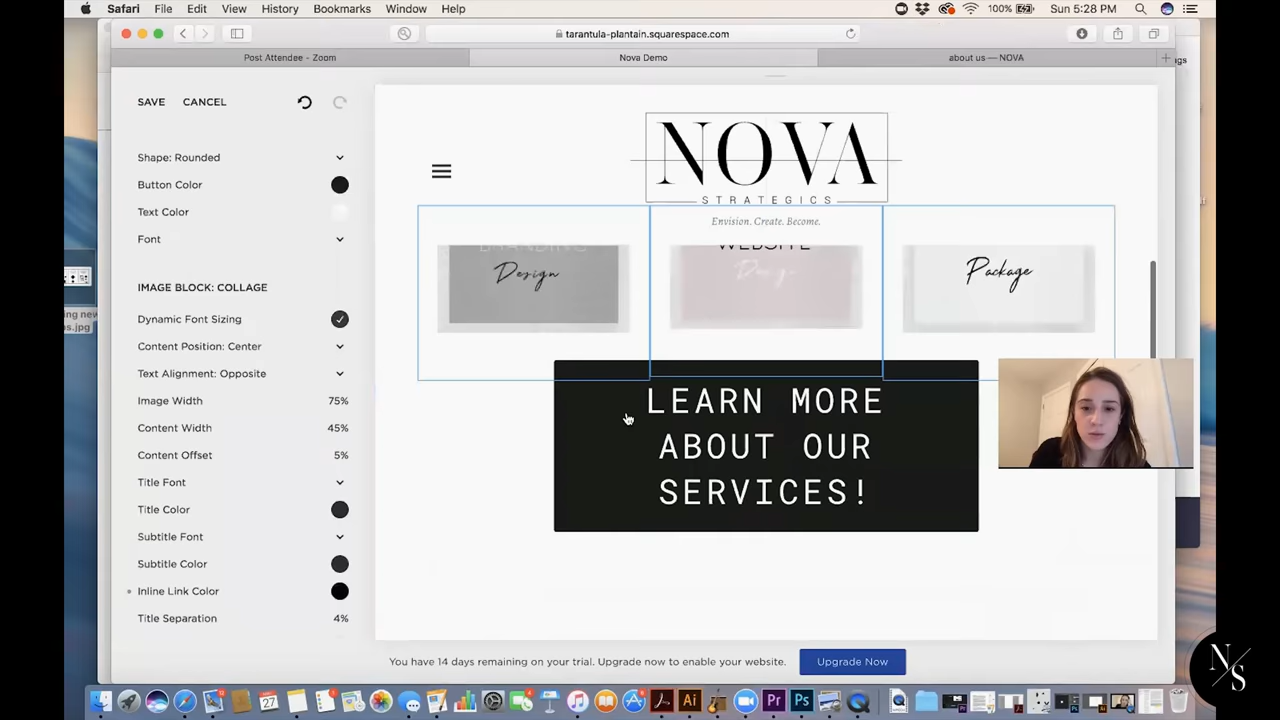 Safari File Edit View History Bookmarks Window Help 100% Sun 5:28 PM
tarantula-plantain.squarespace.com
Post Attendee - Zoom Nova Demo about us — NOVA
SAVE CANCEL
Shape: Rounded
Button Color
Text Color
Font
IMAGE BLOCK: COLLAGE
Dynamic Font Sizing
Content Position: Center
Text Alignment: Opposite
Image Width 75%
Content Width 45%
Content Offset 5%
Title Font
Title Color
Subtitle Font
Subtitle Color
Inline Link Color
Title Separation 4%
NOVA
STRATEGICS
Envision. Create. Become.
BRANDING
Design
WEBSITE
Design
Package
LEARN MORE
ABOUT OUR
SERVICES!
You have 14 days remaining on your trial. Upgrade now to enable your website. Upgrade Now
N/S